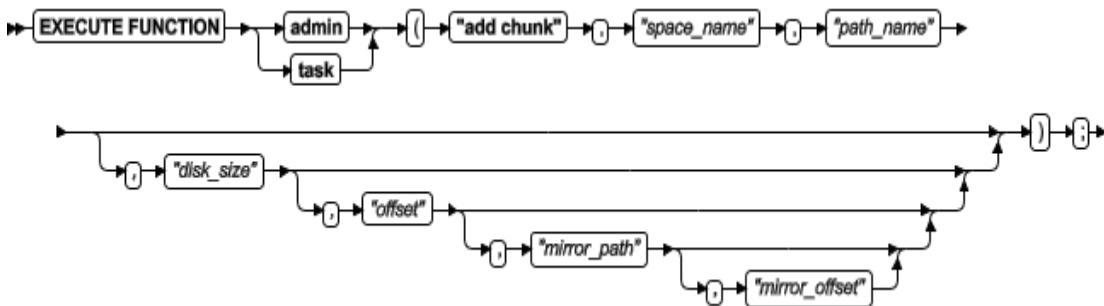 EXECUTE FUNCTION admin ( "add chunk" , "space_name" , "path_name"
task
) ;
, "disk_size"
, "offset"
, "mirror_path"
, "mirror_offset"